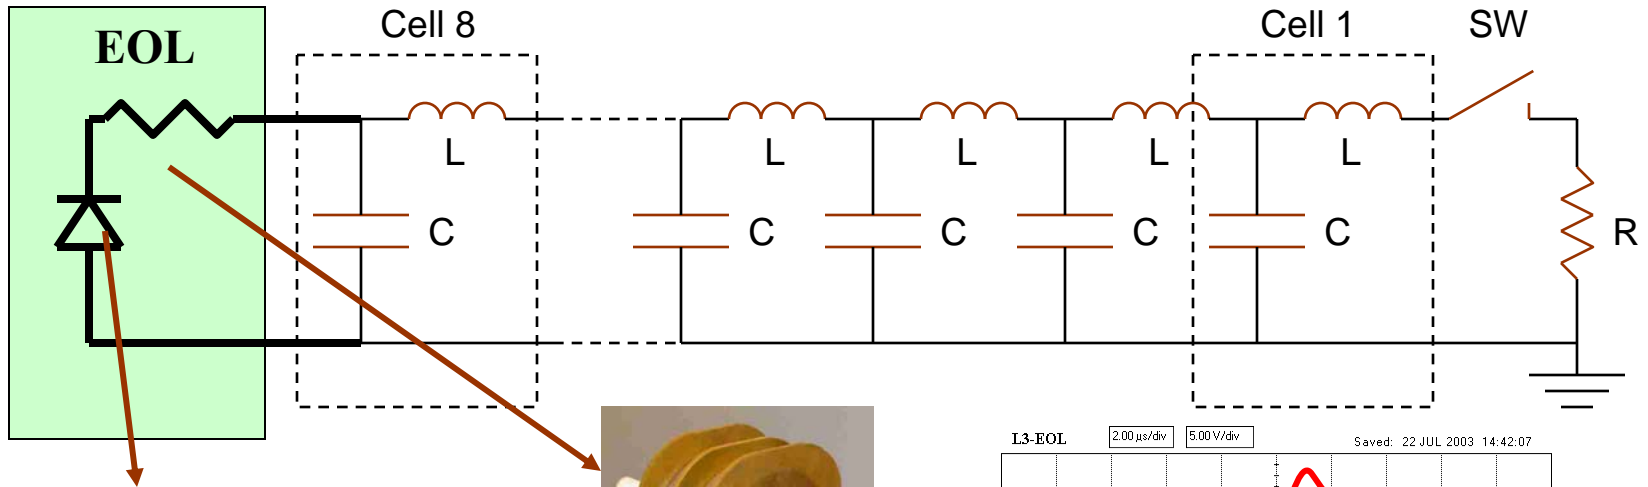 Cell 8
Cell 1
SW
EOL
L
L
L
L
L
C
C
C
C
C
R
L3-EOL
2.00 µs/div
5.00 V/div
Saved: 22 JUL 2003 14:42:07